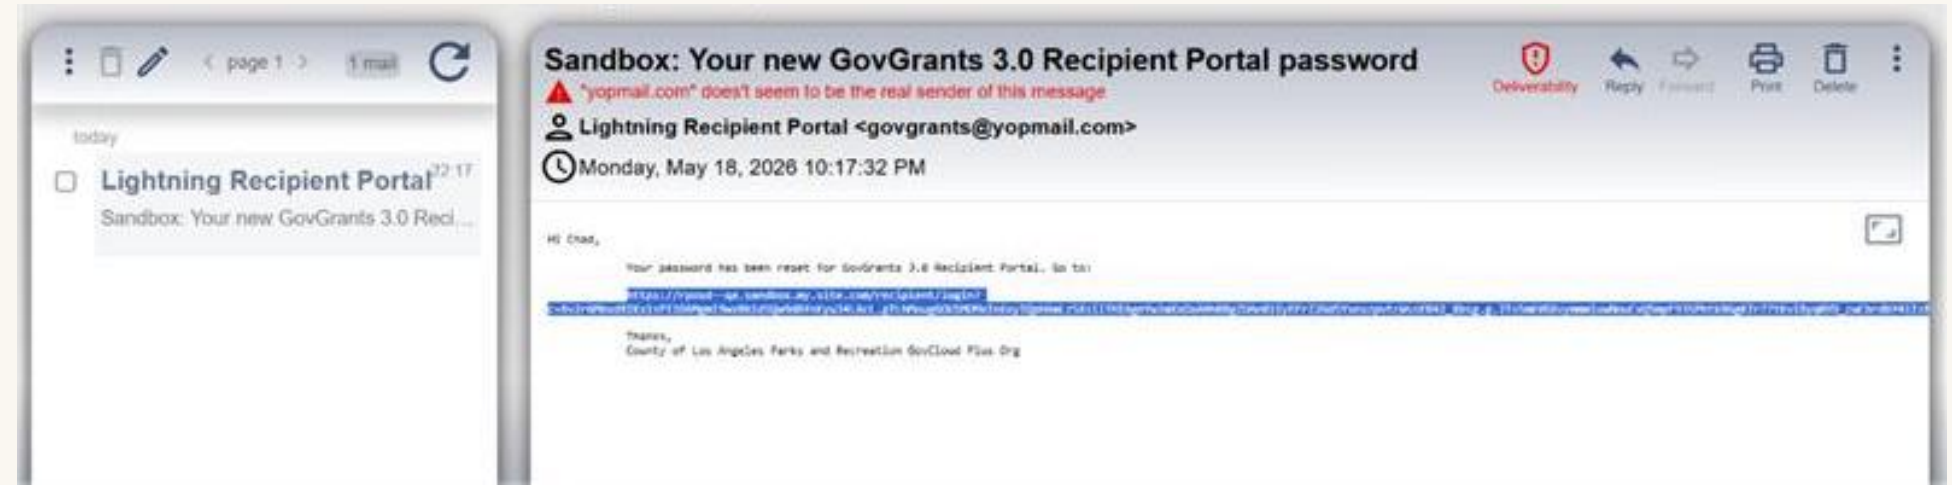 page 1
1 mail
today
Lightning Recipient Portal 22:17
Sandbox: Your new GovGrants 3.0 Reci...
Sandbox: Your new GovGrants 3.0 Recipient Portal password
"yopmail.com" does't seem to be the real sender of this message
Lightning Recipient Portal <govgrants@yopmail.com>
Monday, May 18, 2026 10:17:32 PM
Deliverability
Reply
Forward
Print
Delete
Hi Chad,
Your password has been reset for GovGrants 3.0 Recipient Portal. Go to:
Thanks,
County of Los Angeles Parks and Recreation GovCloud Plus Org